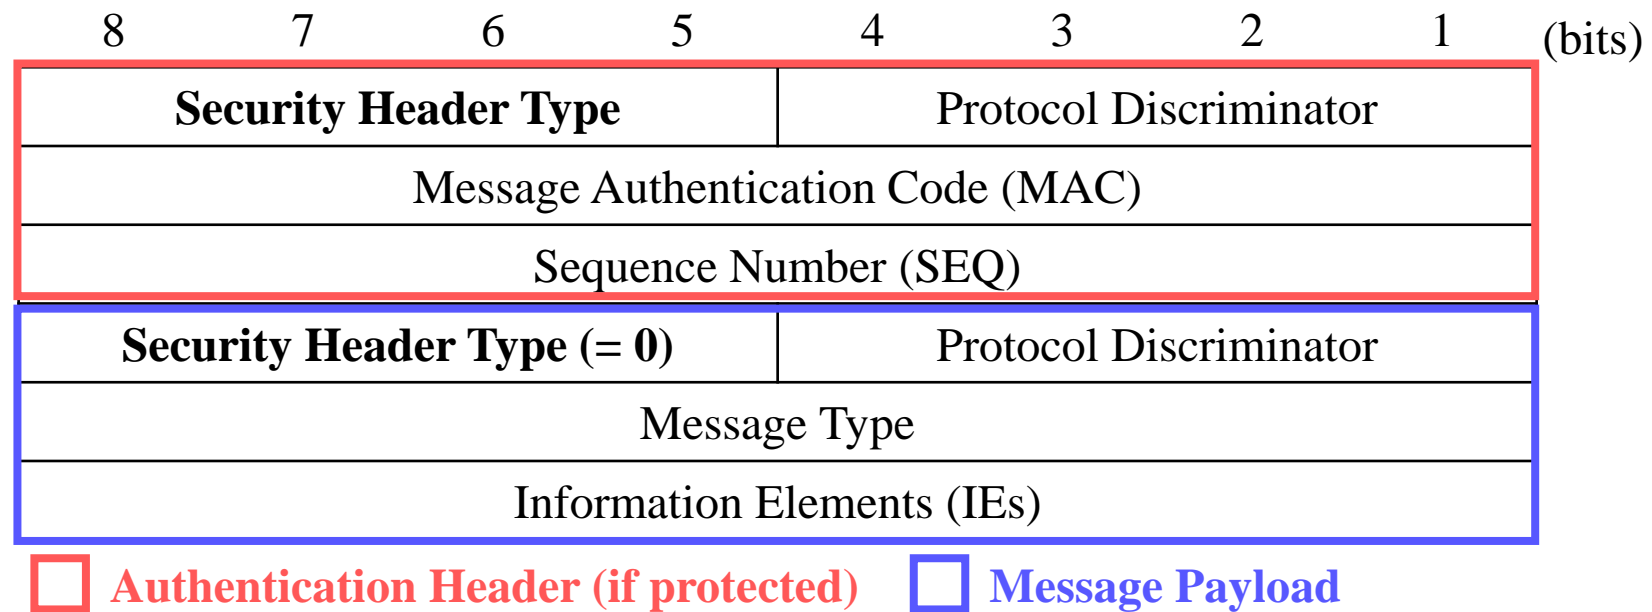 8 7 6 5 4 3 2 1 (bits)
Security Header Type Protocol Discriminator
Message Authentication Code (MAC)
Sequence Number (SEQ)
Security Header Type (= 0) Protocol Discriminator
Message Type
Information Elements (IEs)
Authentication Header (if protected) Message Payload